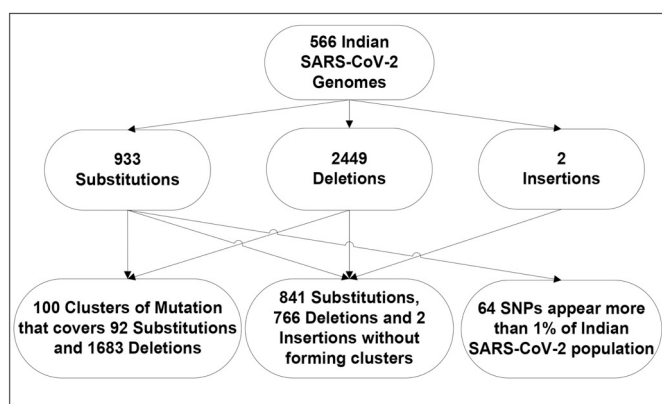 566 Indian
SARS-CoV-2
Genomes
933
Substitutions
2449
Deletions
2
Insertions
100 Clusters of Mutation
that covers 92 Substitutions
and 1683 Deletions
841 Substitutions,
766 Deletions and 2
Insertions without
forming clusters
64 SNPs appear more
than 1% of Indian
SARS-CoV-2 population